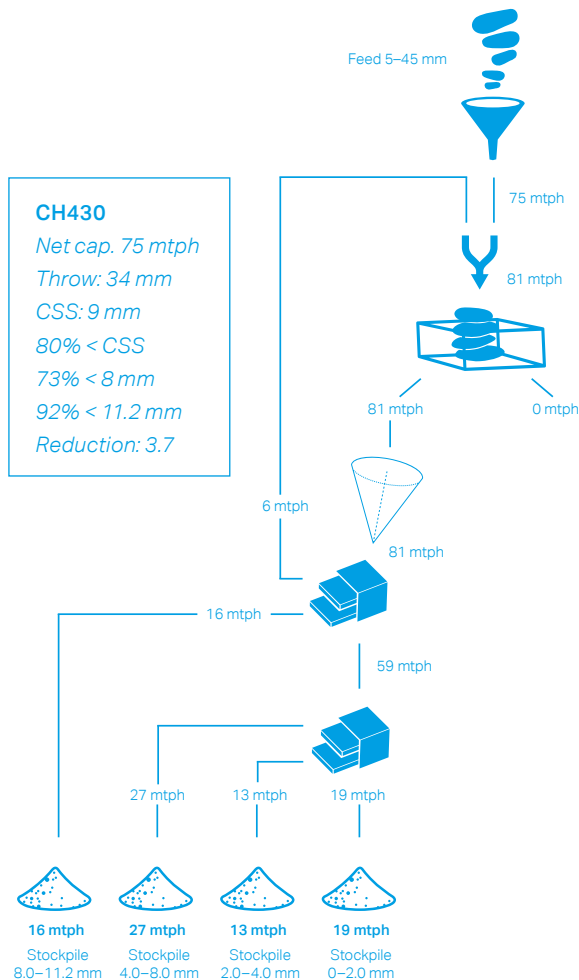 Feed 5–45 mm
75 mtph
CH430
Net cap. 75 mtph
Throw: 34 mm
CSS: 9 mm
80% < CSS
73% < 8 mm
92% < 11.2 mm
Reduction: 3.7
81 mtph
81 mtph
0 mtph
6 mtph
81 mtph
16 mtph
59 mtph
27 mtph
13 mtph
19 mtph
16 mtph
27 mtph
13 mtph
19 mtph
Stockpile
8.0–11.2 mm
Stockpile
4.0–8.0 mm
Stockpile
2.0–4.0 mm
Stockpile
0–2.0 mm